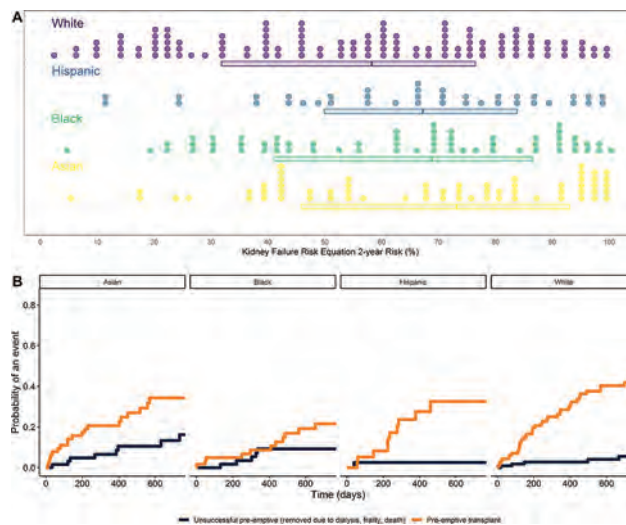 A
White
Hispanic
Black
Asian
0 10 20 30 40 50 60 70 80 90 100
Kidney Failure Risk Equation 2-year Risk (%)
B
Asian Black Hispanic White
Probability of an event
0.8
0.6
0.4
0.2
0.0
0 200 400 600 0 200 400 600 0 200 400 600 0 200 400 600
Time (days)
Unsuccessful pre-emptive (removed due to dialysis, frailty, death) Pre-emptive transplant